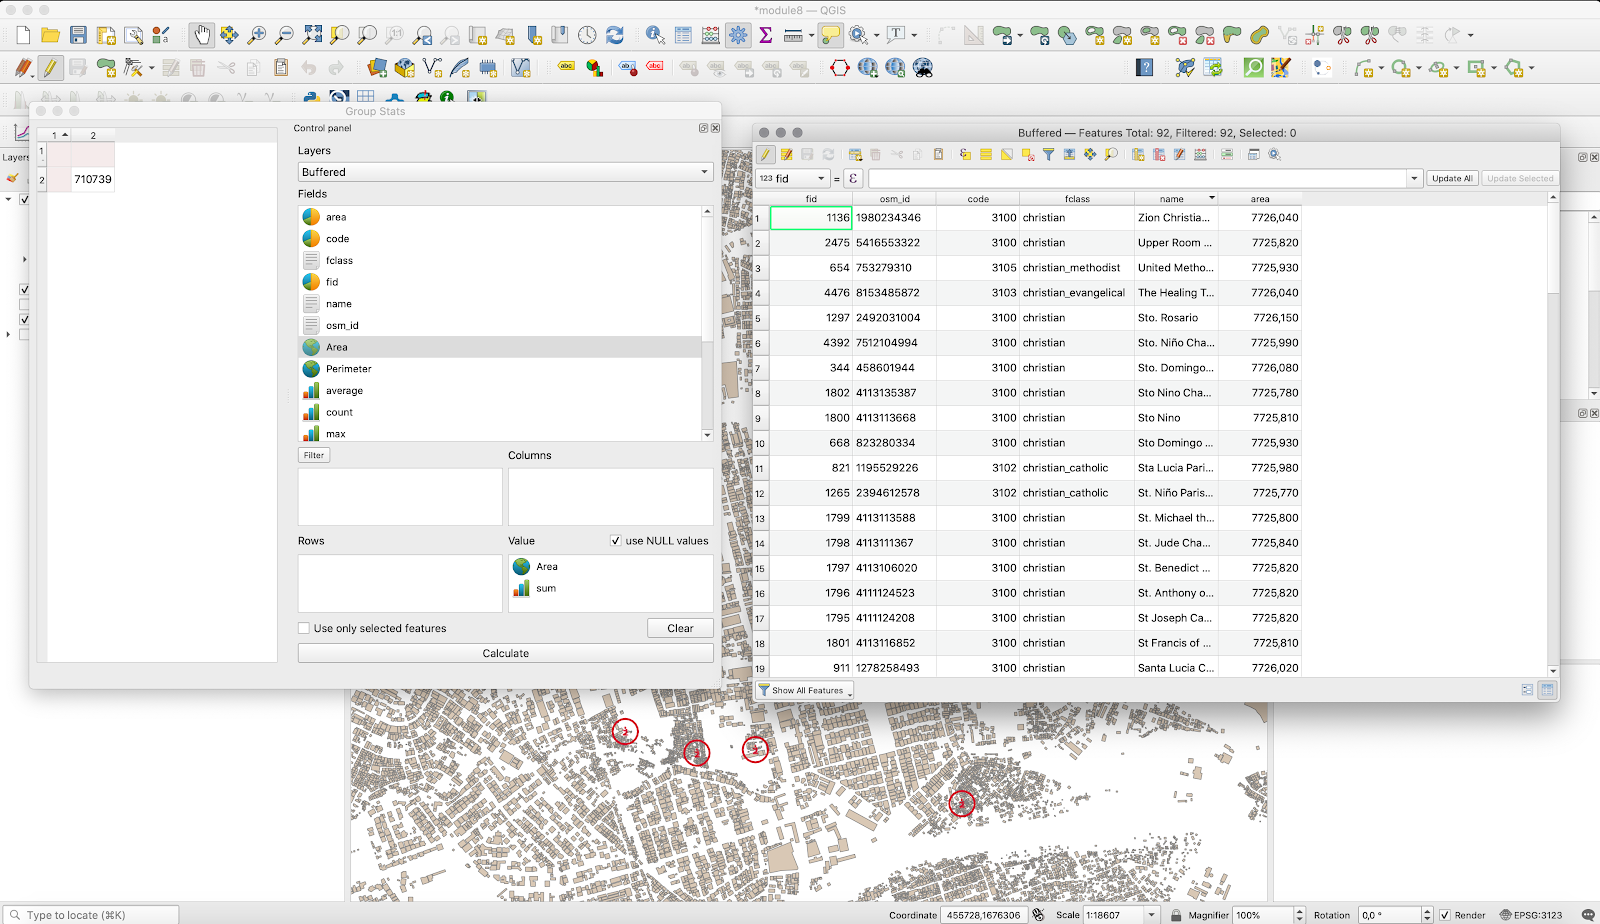 *module8 — QGIS
Group Stats
1 2
1
2 710739
Layers
Control panel
Layers
Buffered
Fields
area
code
fclass
fid
name
osm_id
Area
Perimeter
average
count
max
Filter
Columns
Rows
Value
use NULL values
Area
sum
Use only selected features
Clear
Calculate
Buffered — Features Total: 92, Filtered: 92, Selected: 0
123 fid = ε Update All Update Selected
fid osm_id code fclass name area
1 1136 1980234346 3100 christian Zion Christia... 7726,040
2 2475 5416553322 3100 christian Upper Room ... 7725,820
3 654 753279310 3105 christian_methodist United Metho... 7725,930
4 4476 8153485872 3103 christian_evangelical The Healing T... 7726,040
5 1297 2492031004 3100 christian Sto. Rosario 7726,150
6 4392 7512104994 3100 christian Sto. Niño Cha... 7725,990
7 344 458601944 3100 christian Sto. Domingo... 7726,080
8 1802 4113135387 3100 christian Sto Nino Cha... 7725,780
9 1800 4113113668 3100 christian Sto Nino 7725,810
10 668 823280334 3100 christian Sto Domingo ... 7725,930
11 821 1195529226 3102 christian_catholic Sta Lucia Pari... 7725,980
12 1265 2394612578 3102 christian_catholic St. Niño Paris... 7725,770
13 1799 4113113588 3100 christian St. Michael th... 7725,800
14 1798 4113111367 3100 christian St. Jude Cha... 7725,840
15 1797 4113106020 3100 christian St. Benedict ... 7725,820
16 1796 4111124523 3100 christian St. Anthony o... 7725,820
17 1795 4111124208 3100 christian St Joseph Ca... 7725,820
18 1801 4113116852 3100 christian St Francis of ... 7725,810
19 911 1278258493 3100 christian Santa Lucia C... 7726,020
Show All Features
Type to locate (⌘K)
Coordinate 455728,1676306 Scale 1:18607 Magnifier 100% Rotation 0,0 ° Render EPSG:3123